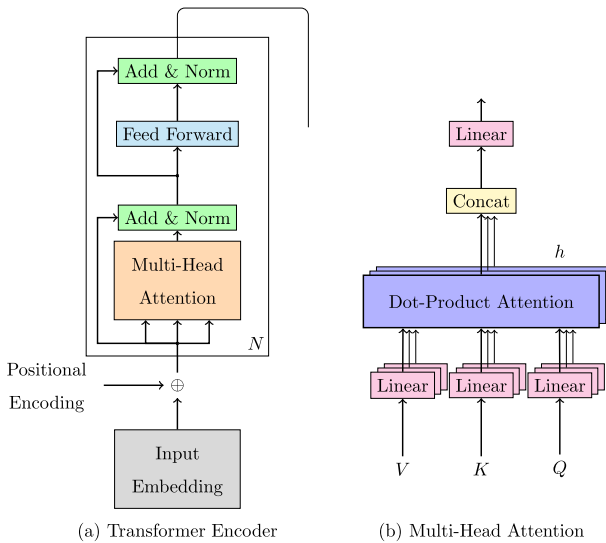 Add & Norm
Feed Forward
Add & Norm
Multi-Head
Attention
N
Positional
Encoding
⊕
Input
Embedding
(a) Transformer Encoder
Linear
Concat
h
Dot-Product Attention
Linear
Linear
Linear
V
K
Q
(b) Multi-Head Attention